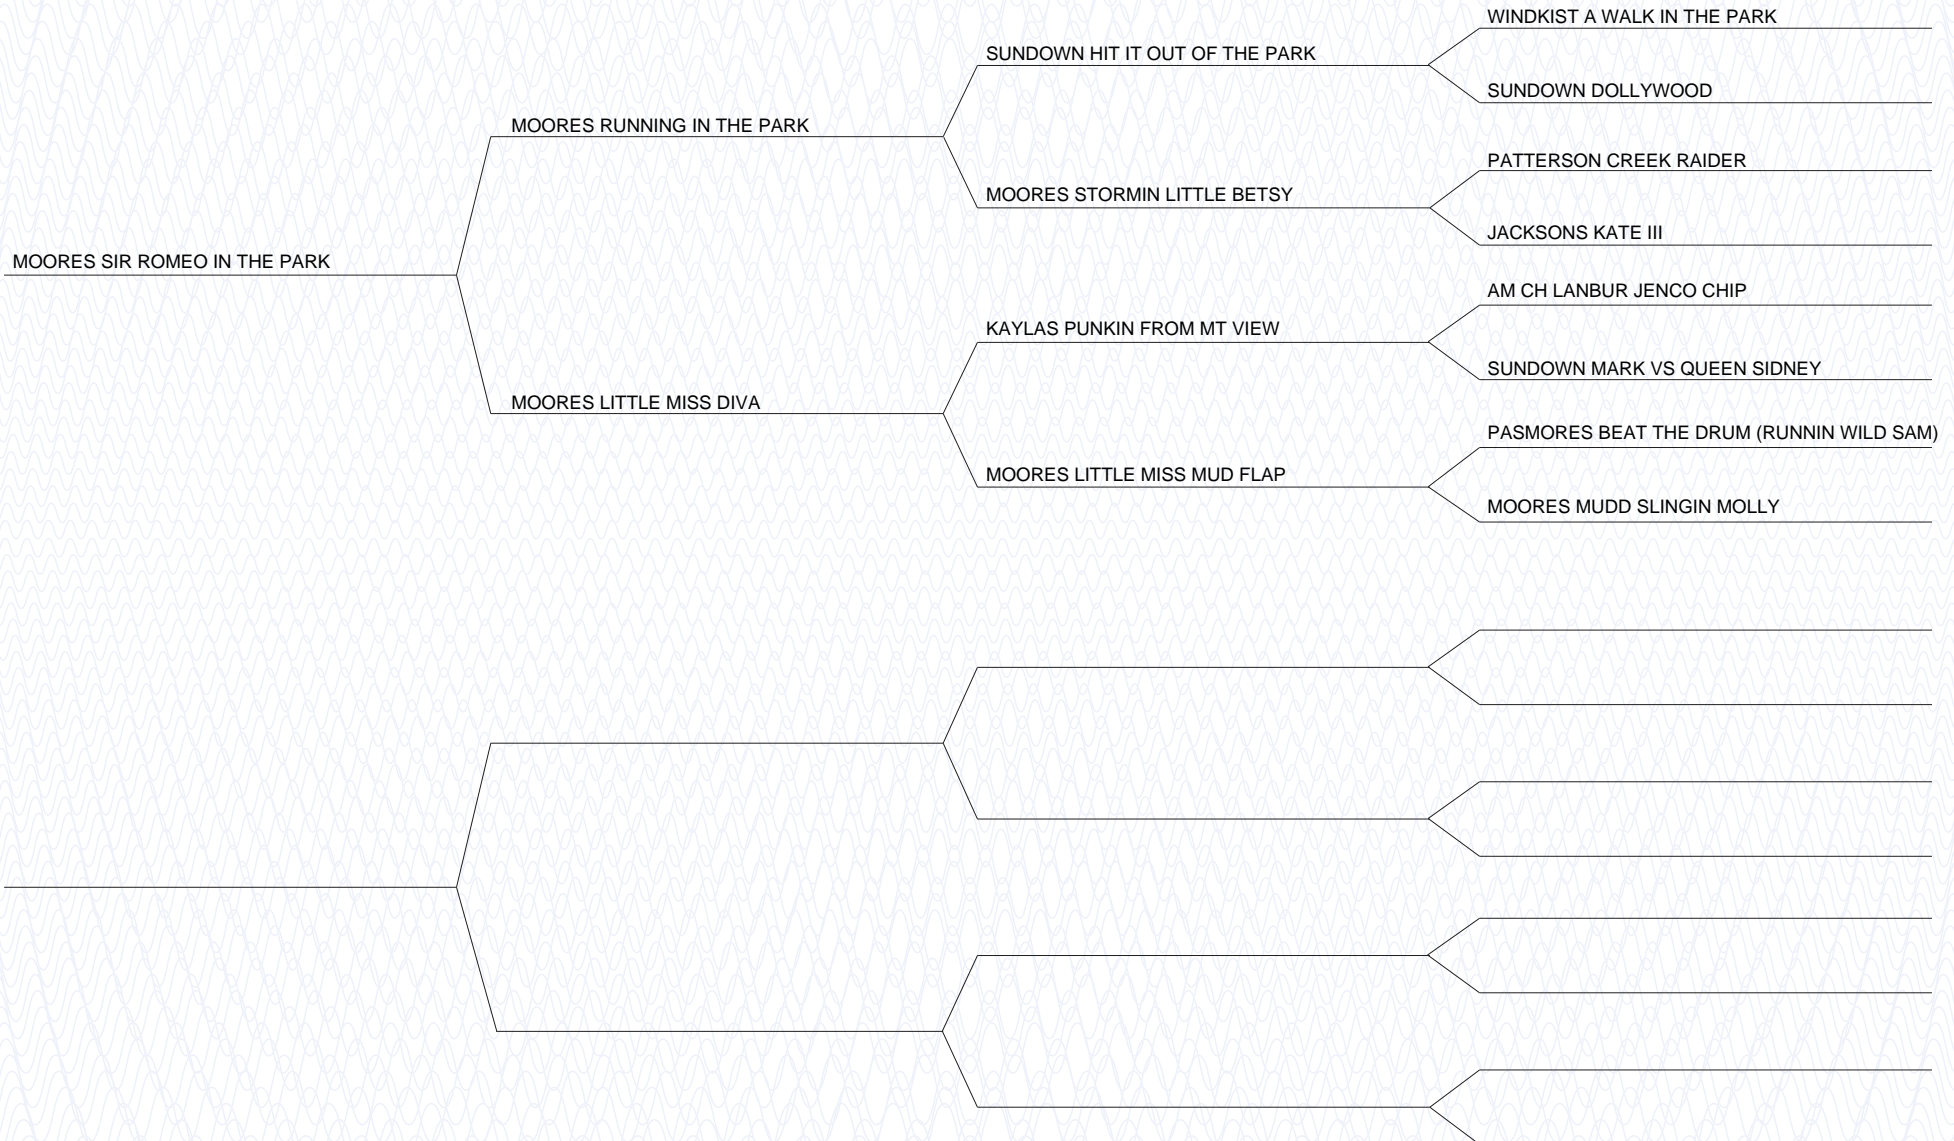 WINDKIST A WALK IN THE PARK
SUNDOWN HIT IT OUT OF THE PARK
SUNDOWN DOLLYWOOD
MOORES RUNNING IN THE PARK
PATTERSON CREEK RAIDER
MOORES STORMIN LITTLE BETSY
JACKSONS KATE III
MOORES SIR ROMEO IN THE PARK
AM CH LANBUR JENCO CHIP
KAYLAS PUNKIN FROM MT VIEW
SUNDOWN MARK VS QUEEN SIDNEY
MOORES LITTLE MISS DIVA
PASMORES BEAT THE DRUM (RUNNIN WILD SAM)
MOORES LITTLE MISS MUD FLAP
MOORES MUDD SLINGIN MOLLY